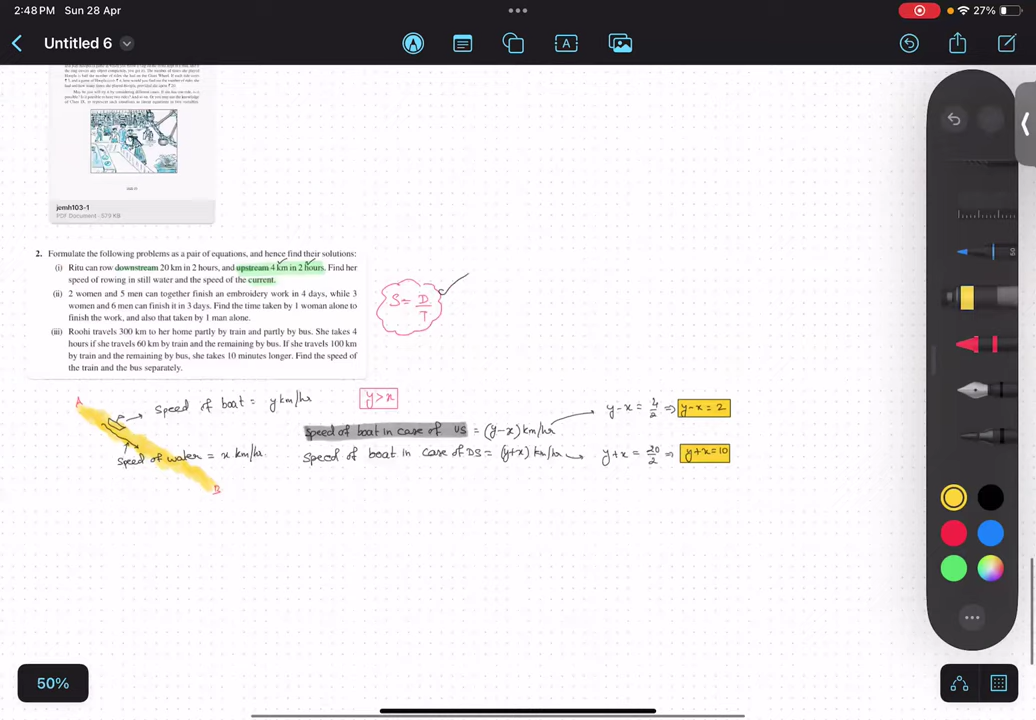 2:48 PM Sun 28 Apr
27%
Untitled 6
jemh103-1
PDF Document · 579 KB
2. Formulate the following problems as a pair of equations, and hence find their solutions:
(i) Ritu can row downstream 20 km in 2 hours, and upstream 4 km in 2 hours. Find her
speed of rowing in still water and the speed of the current.
(ii) 2 women and 5 men can together finish an embroidery work in 4 days, while 3
women and 6 men can finish it in 3 days. Find the time taken by 1 woman alone to
finish the work, and also that taken by 1 man alone.
(iii) Roohi travels 300 km to her home partly by train and partly by bus. She takes 4
hours if she travels 60 km by train and the remaining by bus. If she travels 100 km
by train and the remaining by bus, she takes 10 minutes longer. Find the speed of
the train and the bus separately.
S = D/T
A
speed of boat = y km/hr
y > x
speed of water = x km/hr.
B
speed of boat in case of US = (y-x) km/hr
y-x = 4/2 ⇒ y-x = 2
speed of boat in case of DS = (y+x) km/hr
y+x = 20/2 ⇒ y+x = 10
50%